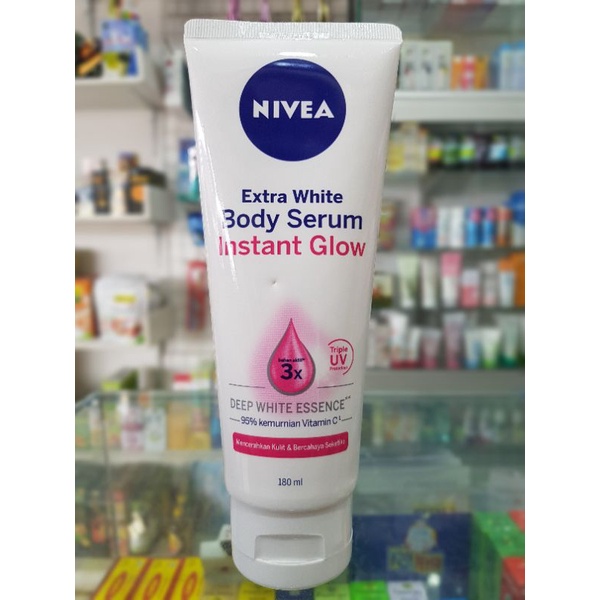 NIVEA
Extra White
Body Serum
Instant Glow
3x
Triple
UV
Protection
DEEP WHITE ESSENCE
95% kemurnian Vitamin C
Mencerahkan Kulit & Bercahaya Seketika
180 ml